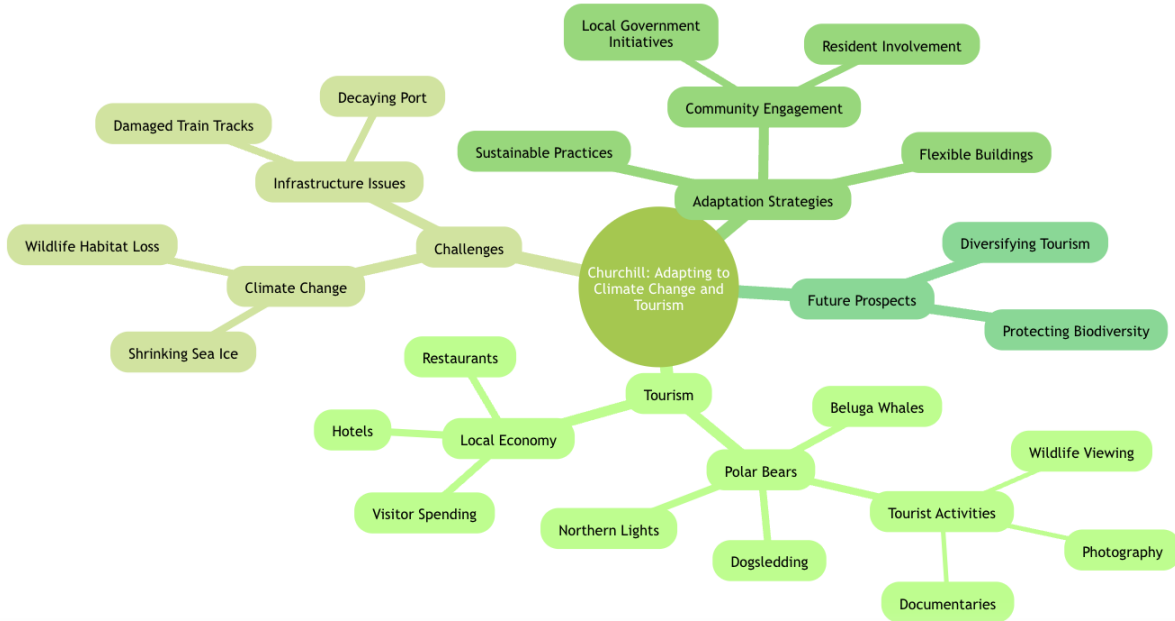 Churchill: Adapting to
Climate Change and
Tourism
Challenges
Infrastructure Issues
Damaged Train Tracks
Decaying Port
Climate Change
Wildlife Habitat Loss
Shrinking Sea Ice
Adaptation Strategies
Sustainable Practices
Community Engagement
Local Government
Initiatives
Resident Involvement
Flexible Buildings
Future Prospects
Diversifying Tourism
Protecting Biodiversity
Tourism
Local Economy
Restaurants
Hotels
Visitor Spending
Polar Bears
Beluga Whales
Northern Lights
Dogsledding
Tourist Activities
Wildlife Viewing
Photography
Documentaries